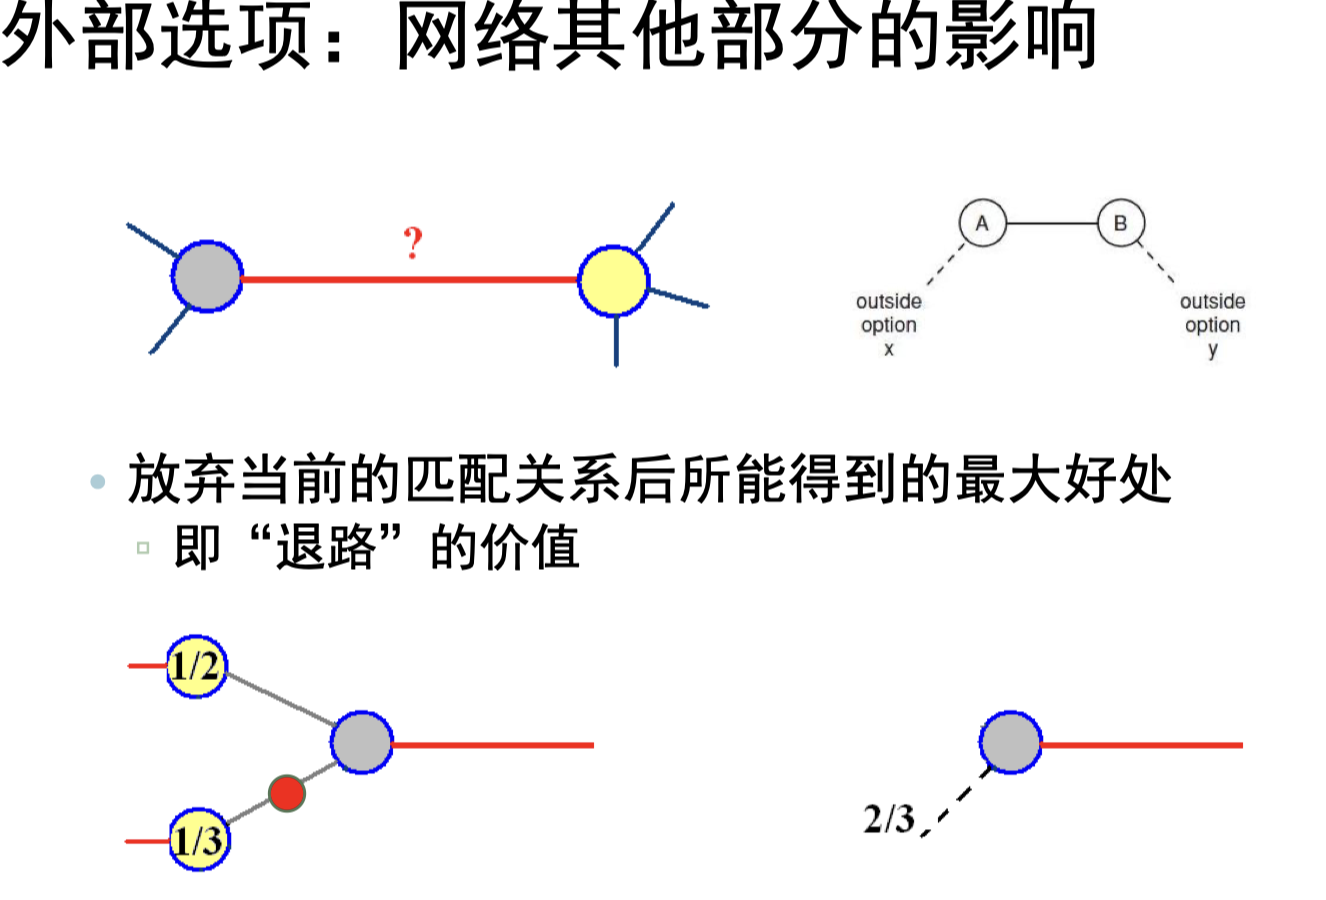 外部选项：网络其他部分的影响
?
A
B
outside
option
x
outside
option
y
放弃当前的匹配关系后所能得到的最大好处
即“退路”的价值
1/2
1/3
2/3